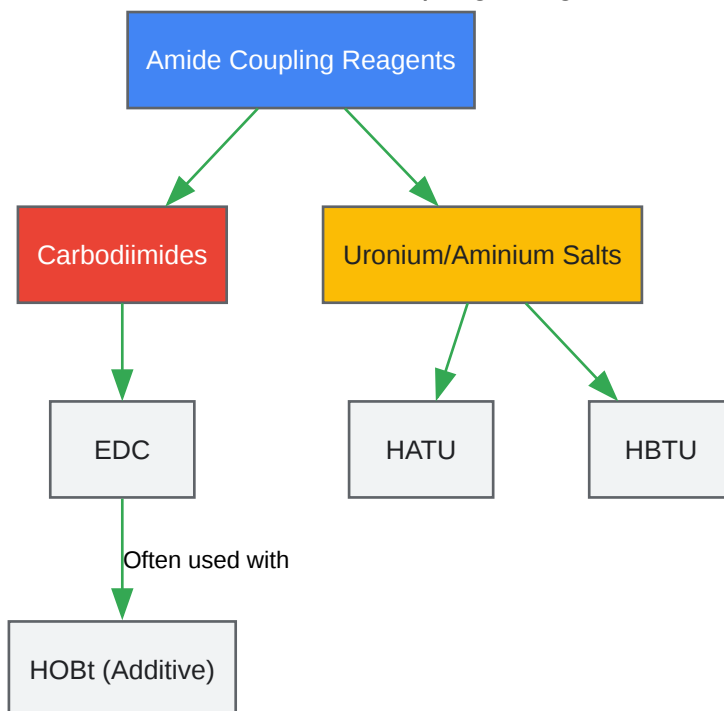 Amide Coupling Reagents
Carbodiimides
Uronium/Aminium Salts
EDC
HATU
HBTU
Often used with
HOBt (Additive)